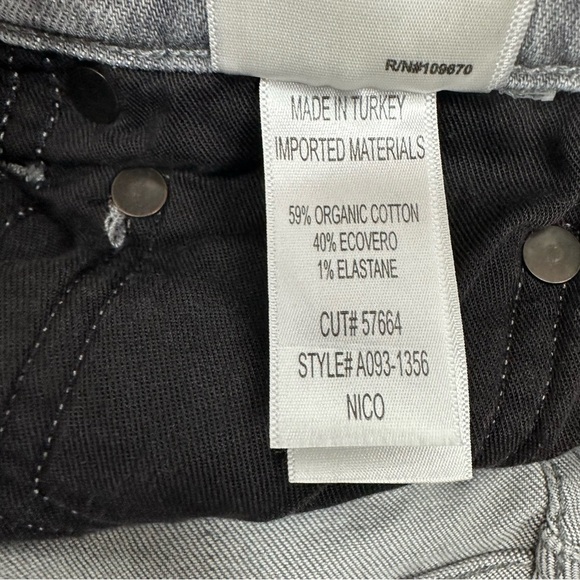 R/N#109670
MADE IN TURKEY
IMPORTED MATERIALS
59% ORGANIC COTTON
40% ECOVERO
1% ELASTANE
CUT# 57664
STYLE# A093-1356
NICO